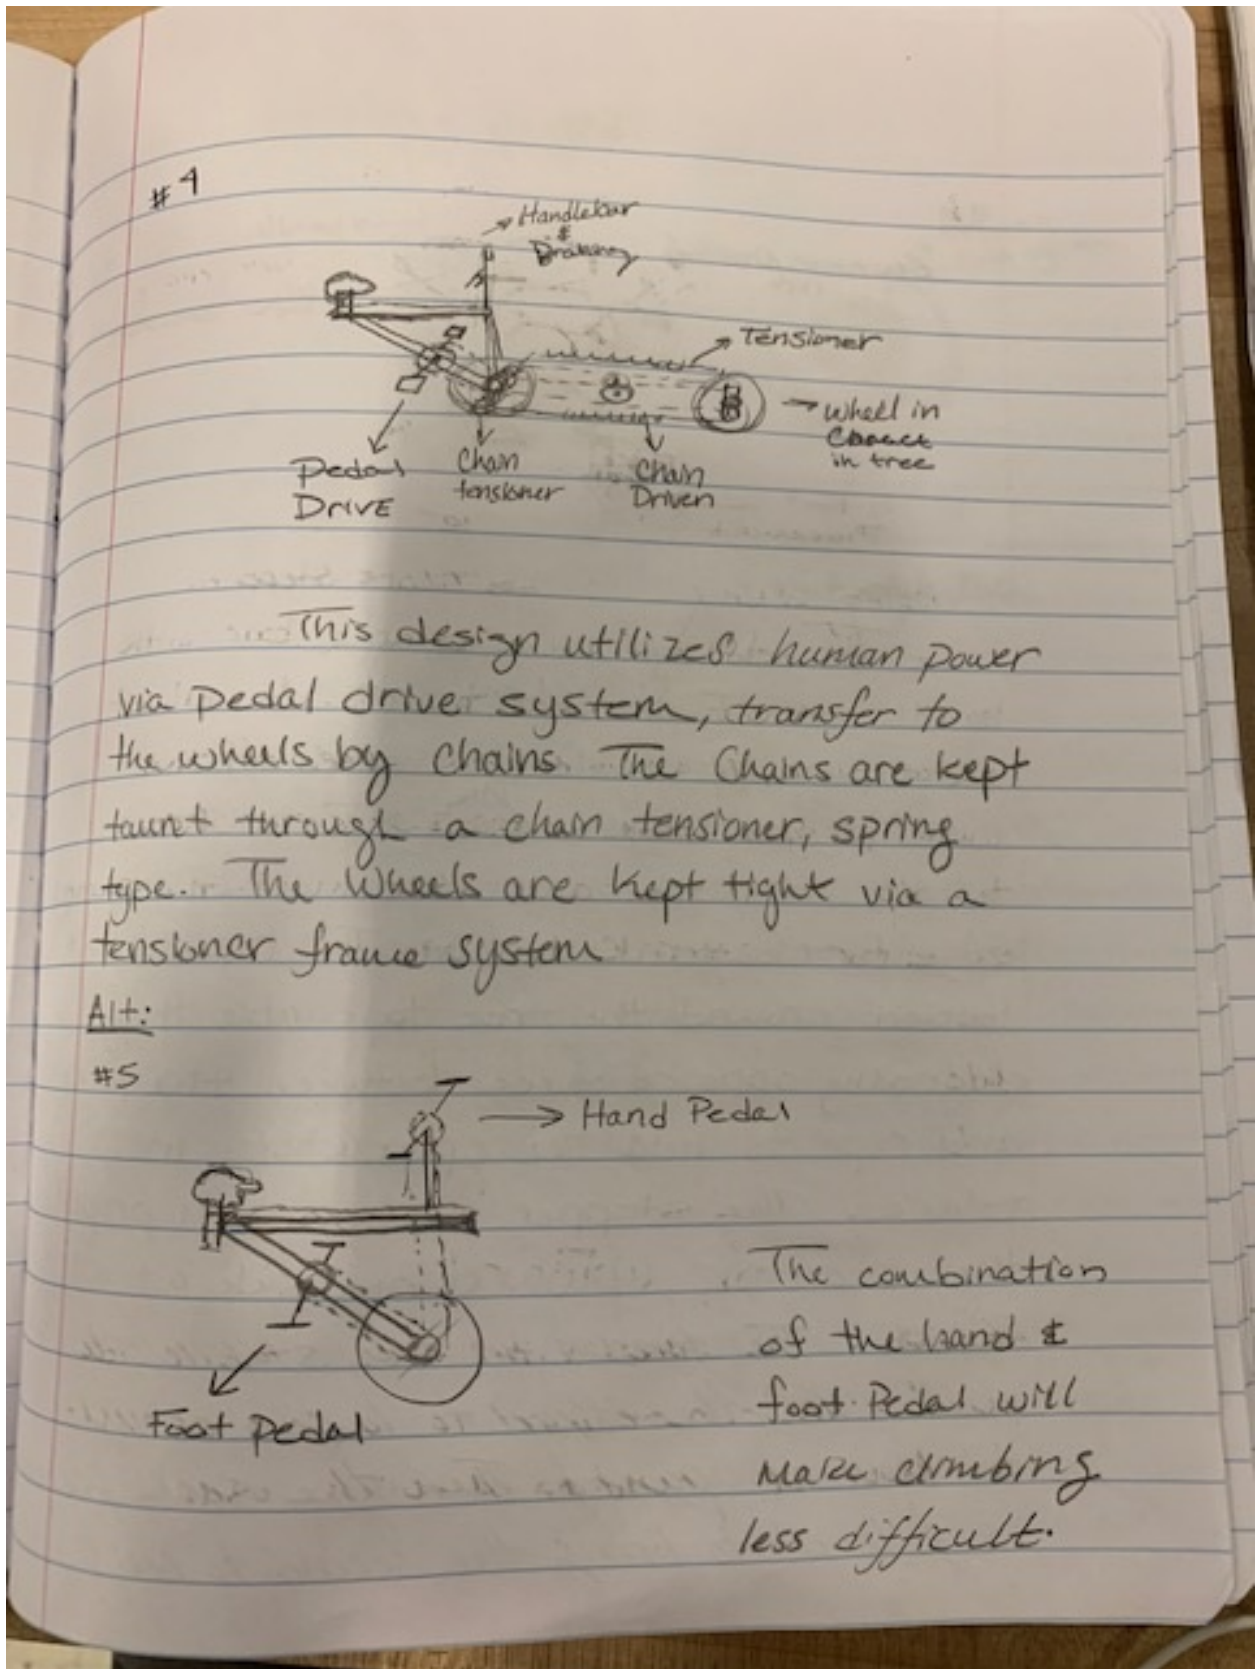 #4
Handlebar
&
Braking
Tensioner
wheel in
in tree
Pedal
DRIVE
Chain
tensioner
Chain
Driven
This design utilizes human power
via pedal drive system, transfer to
the wheels by chains. The Chains are kept
taunt through a chain tensioner, spring
type. The wheels are kept tight via a
tensioner frame system
Alt:
#5
Hand Pedal
Foot pedal
The combination
of the hand &
foot Pedal will
make climbing
less difficult.